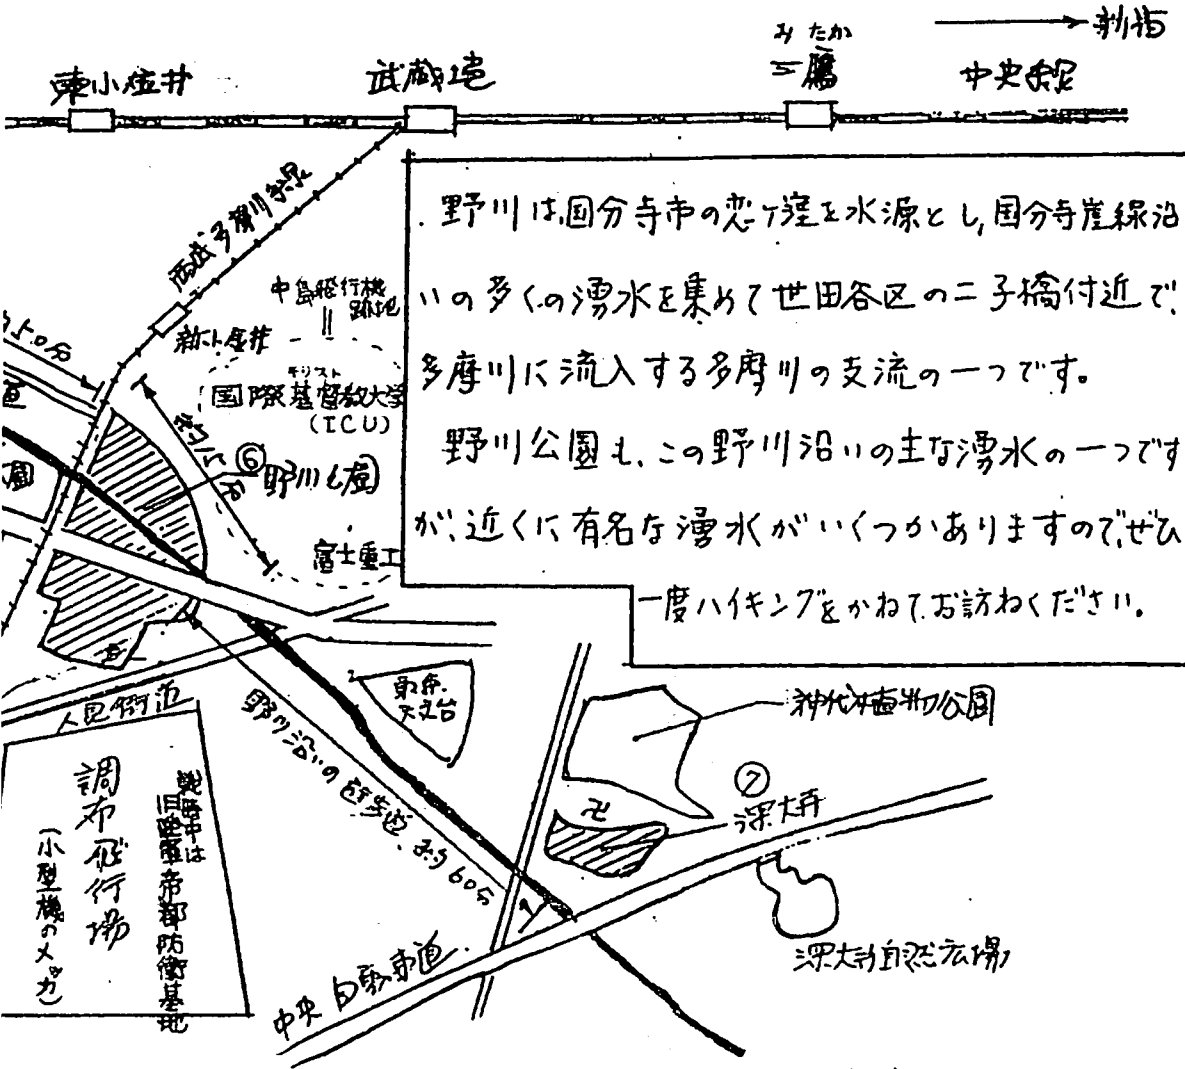 →新宿
みたか
東小金井
武蔵境
三鷹
中央線
西武多摩川線
野川は、国分寺市の恋ケ窪を水源とし、国分寺崖線沿
いの多くの湧水を集めて世田谷区の二子橋付近で、
多摩川に流入する多摩川の支流の一つです。
野川公園も、この野川沿いの主な湧水の一つです
が、近くに有名な湧水がいくつかありますので、ぜひ
一度ハイキングをかねて、お訪ねください。
中島飛行機
跡地
新小金井
キリスト
国際基督教大学
(ICU)
約15分
⑥
野川公園
富士重工
人見街道
東京
天文台
野川沿いの遊歩道、約60分
神代植物公園
⑦
卍
深大寺
深大寺自然広場
中央自動車道
戦時中は
旧陸軍帝都防衛基地
調布飛行場
(小型機のメッカ)